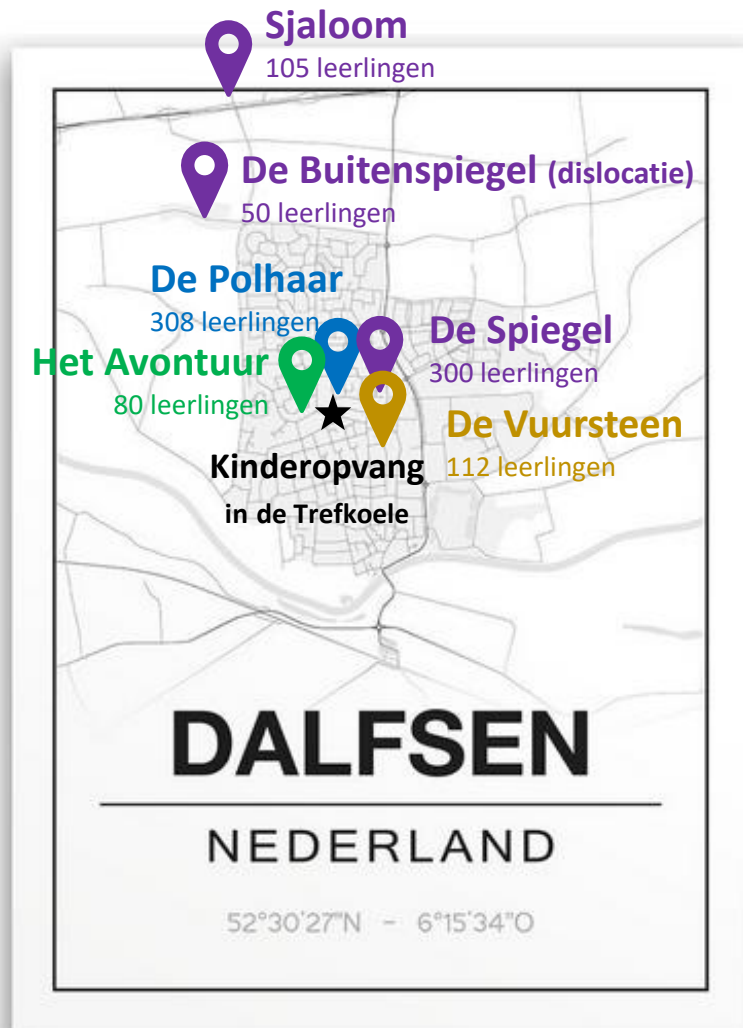 Sjaloom
105 leerlingen
De Buitenspiegel (dislocatie)
50 leerlingen
De Polhaar
308 leerlingen
De Spiegel
300 leerlingen
Het Avontuur
80 leerlingen
De Vuursteen
112 leerlingen
Kinderopvang
in de Trefkoele
DALFSEN
NEDERLAND
52°30'27"N – 6°15'34"O